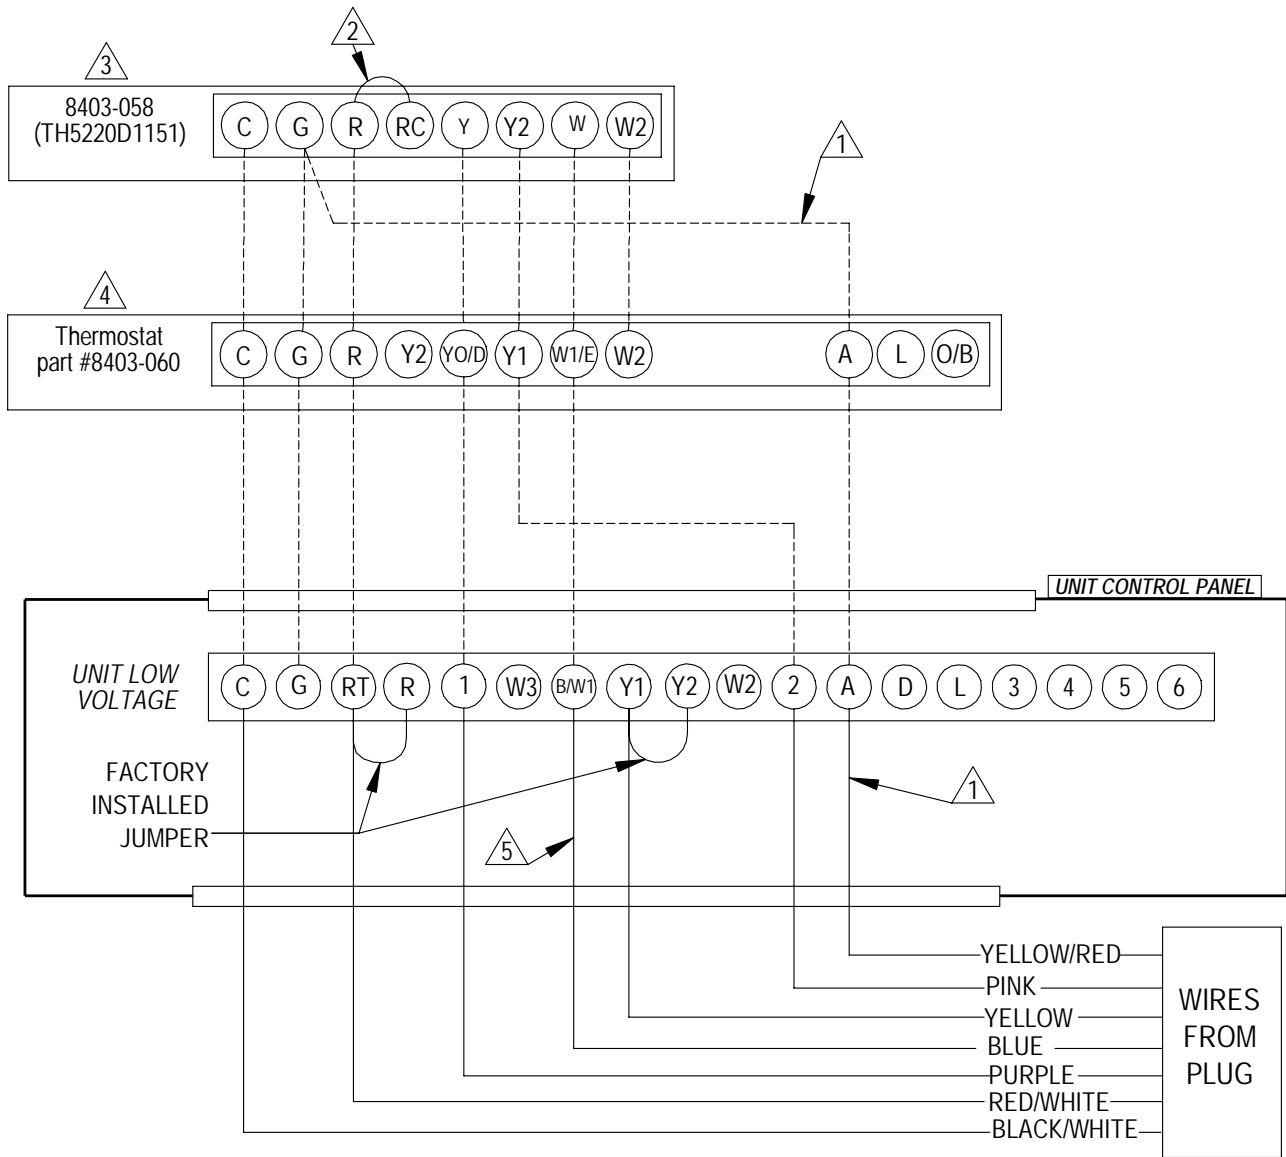 2
3
8403-058
(TH5220D1151)
C G R RC Y Y2 W W2
1
4
Thermostat
part #8403-060
C G R Y2 YO/D Y1 W1/E W2 A L O/B
UNIT CONTROL PANEL
UNIT LOW
VOLTAGE
C G RT R 1 W3 B/W1 Y1 Y2 W2 2 A D L 3 4 5 6
FACTORY
INSTALLED
JUMPER
1
5
YELLOW/RED
PINK
YELLOW
BLUE
PURPLE
RED/WHITE
BLACK/WHITE
WIRES
FROM
PLUG